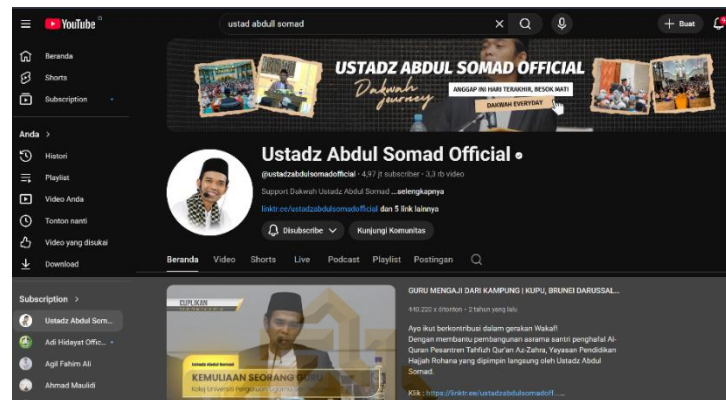 YouTube
ID
ustad abdull somad
Buat
Beranda
Shorts
Subscription
Anda
Histori
Playlist
Video Anda
Tonton nanti
Video yang disukai
Download
Subscription
Ustadz Abdul Som...
Adi Hidayat Offic...
Agil Fahim Ali
Ahmad Maulidi
USTADZ ABDUL SOMAD OFFICIAL
Dakwah
journey
ANGGAP INI HARI TERAKHIR, BESOK MATI
DAKWAH EVERYDAY
Ustadz Abdul Somad Official
@ustadzabdulsomadofficial · 4,97 jt subscriber · 3,3 rb video
Support Dakwah Ustadz Abdul Somad ...selengkapnya
linktr.ee/ustadzabdulsomadofficial dan 5 link lainnya
Disubscribe
Kunjungi Komunitas
Beranda Video Shorts Live Podcast Playlist Postingan
CUPLIKAN
Ustadz Abdul Somad
KEMULIAAN SEORANG GURU
GURU MENGAJI DARI KAMPUNG | KUPU, BRUNEI DARUSSAL...
440.220 x ditonton · 2 tahun yang lalu
Ayo ikut berkontribusi dalam gerakan Wakaf!
Dengan membantu pembangunan asrama santri penghafal Al-
Quran Pesantren Tahfizh Qur'an Az-Zahra, Yayasan Pendidikan
Hajjah Rohana yang dipimpin langsung oleh Ustadz Abdul
Somad.
Klik : https://linktr.ee/ustadzabdulsomadoff...